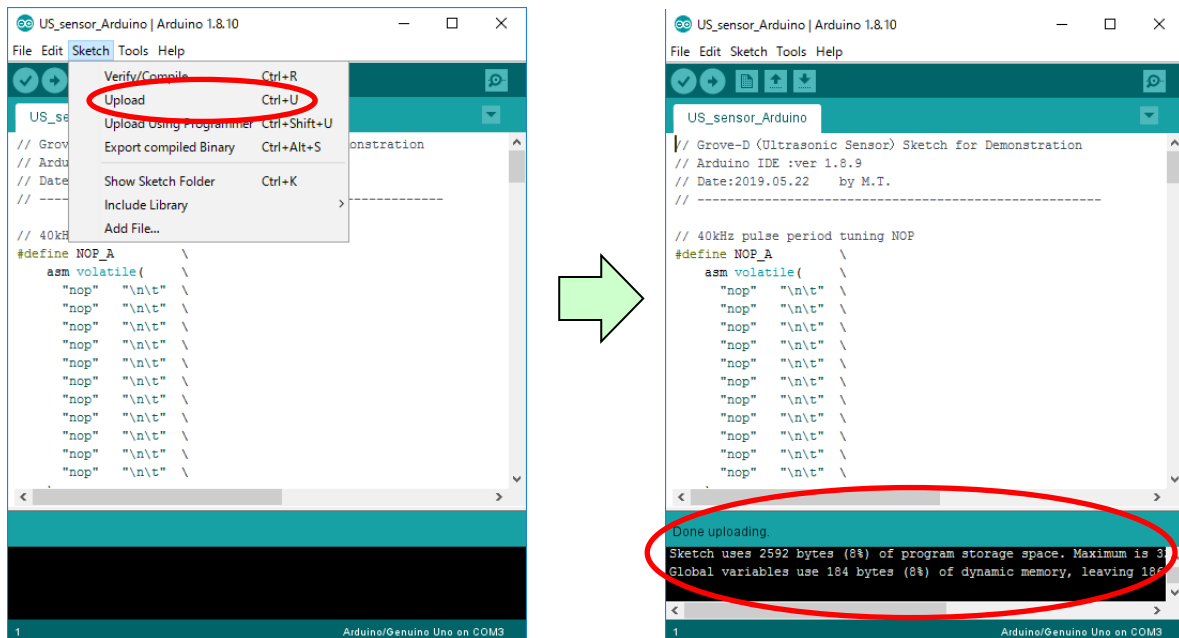 US_sensor_Arduino | Arduino 1.8.10
File Edit Sketch Tools Help
Verify/Compile Ctrl+R
Upload Ctrl+U
Upload Using Programmer Ctrl+Shift+U
Export compiled Binary Ctrl+Alt+S
Show Sketch Folder Ctrl+K
Include Library
Add File...
US_se
// Grov
onstration
// Ardu
// Date
// ---- ------------
// 40kH
#define NOP_A \
asm volatile( \
"nop" "\n\t" \
"nop" "\n\t" \
"nop" "\n\t" \
"nop" "\n\t" \
"nop" "\n\t" \
"nop" "\n\t" \
"nop" "\n\t" \
"nop" "\n\t" \
"nop" "\n\t" \
"nop" "\n\t" \
"nop" "\n\t" \
1 Arduino/Genuino Uno on COM3
US_sensor_Arduino | Arduino 1.8.10
File Edit Sketch Tools Help
US_sensor_Arduino
// Grove-D (Ultrasonic Sensor) Sketch for Demonstration
// Arduino IDE :ver 1.8.9
// Date:2019.05.22 by M.T.
// -------------------------------------------------------
// 40kHz pulse period tuning NOP
#define NOP_A \
asm volatile( \
"nop" "\n\t" \
"nop" "\n\t" \
"nop" "\n\t" \
"nop" "\n\t" \
"nop" "\n\t" \
"nop" "\n\t" \
"nop" "\n\t" \
"nop" "\n\t" \
"nop" "\n\t" \
"nop" "\n\t" \
"nop" "\n\t" \
Done uploading.
Sketch uses 2592 bytes (8%) of program storage space. Maximum is 3
Global variables use 184 bytes (8%) of dynamic memory, leaving 186
1 Arduino/Genuino Uno on COM3